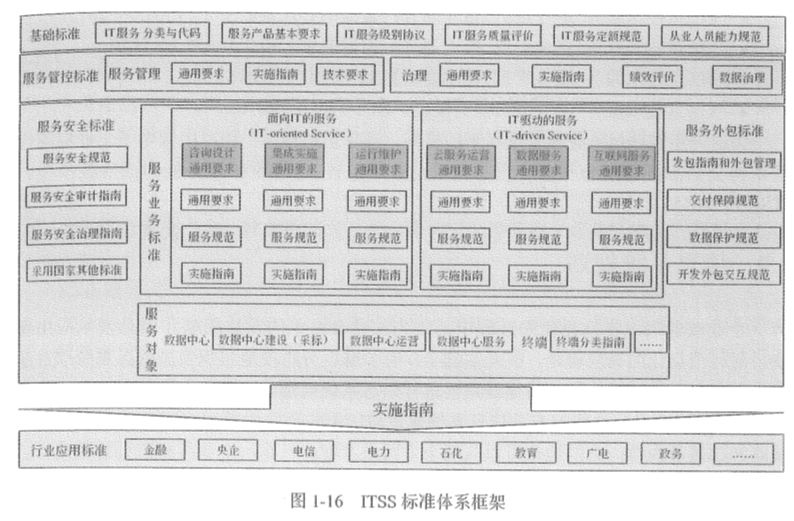 基础标准 IT服务 分类与代码 服务产品基本要求 IT服务级别协议 IT服务质量评价 IT服务定额规范 从业人员能力规范
服务管控标准 服务管理 通用要求 实施指南 技术要求 治理 通用要求 实施指南 绩效评价 数据治理
服务安全标准
服务安全规范
服务安全审计指南
服务安全治理指南
采用国家其他标准
服务业务标准
面向IT的服务
(IT-oriented Service)
咨询设计 集成实施 运行维护
通用要求 通用要求 通用要求
通用要求 通用要求 通用要求
服务规范 服务规范 服务规范
实施指南 实施指南 实施指南
IT驱动的服务
(IT-driven Service)
云服务运营 数据服务 互联网服务
通用要求 通用要求 通用要求
通用要求 通用要求 通用要求
服务规范 服务规范 服务规范
实施指南 实施指南 实施指南
服务外包标准
发包指南和外包管理
交付保障规范
数据保护规范
开发外包交互规范
服务对象
数据中心 数据中心建设（采标） 数据中心运营 数据中心服务 终端 终端分类指南 ……
实施指南
行业应用标准 金融 央企 电信 电力 石化 教育 广电 政务 ……
图 1-16 ITSS 标准体系框架